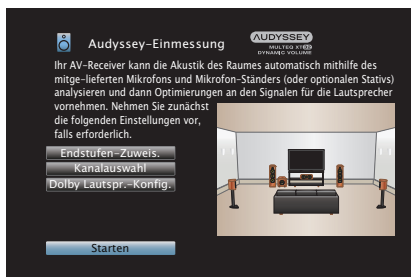 Audyssey-Einmessung
AUDYSSEY
MULTEQ XT32
DYNAMIC VOLUME
Ihr AV-Receiver kann die Akustik des Raumes automatisch mithilfe des
mitge-lieferten Mikrofons und Mikrofon-Ständers (oder optionalen Stativs)
analysieren und dann Optimierungen an den Signalen für die Lautsprecher
vornehmen. Nehmen Sie zunächst
die folgenden Einstellungen vor,
falls erforderlich.
Endstufen-Zuweis.
Kanalauswahl
Dolby Lautspr.-Konfig.
Starten